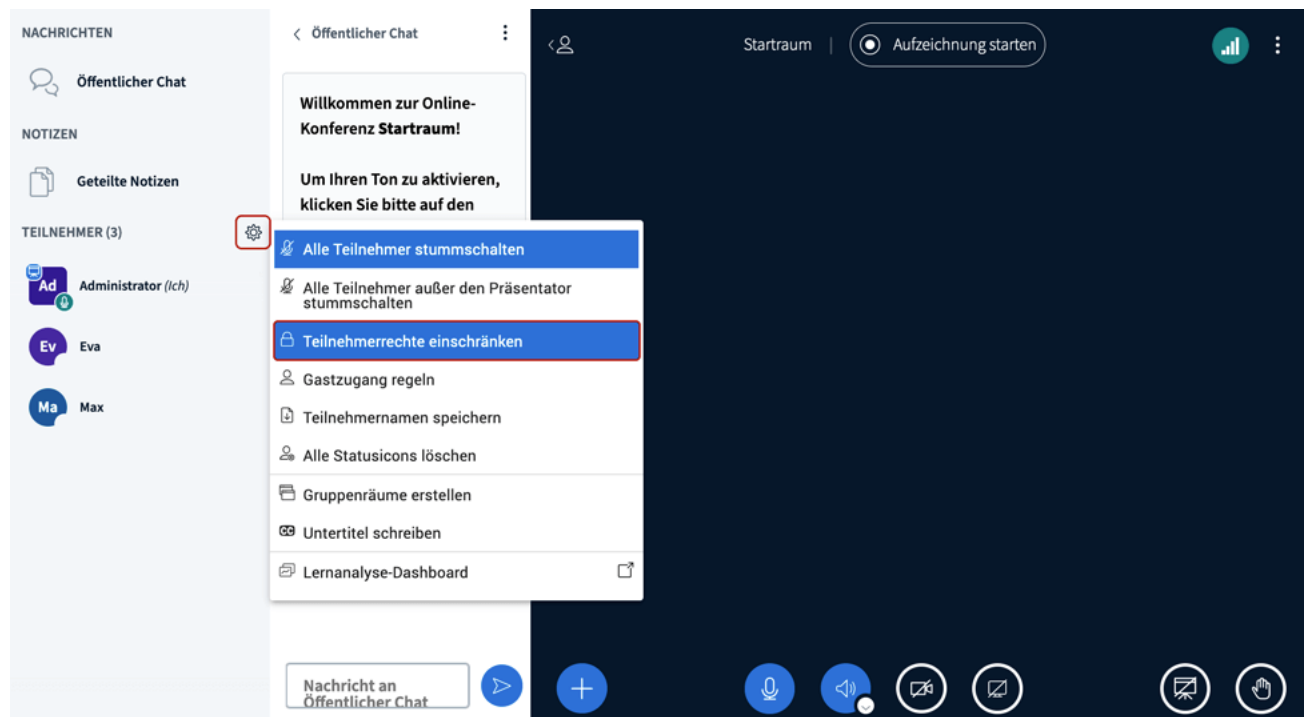 NACHRICHTEN
Öffentlicher Chat
NOTIZEN
Geteilte Notizen
TEILNEHMER (3)
Ad Administrator (Ich)
Ev Eva
Ma Max
Öffentlicher Chat
Willkommen zur Online-
Konferenz Startraum!
Um Ihren Ton zu aktivieren,
klicken Sie bitte auf den
Alle Teilnehmer stummschalten
Alle Teilnehmer außer den Präsentator
stummschalten
Teilnehmerrechte einschränken
Gastzugang regeln
Teilnehmernamen speichern
Alle Statusicons löschen
Gruppenräume erstellen
CC Untertitel schreiben
Lernanalyse-Dashboard
Nachricht an
Öffentlicher Chat
Startraum | Aufzeichnung starten